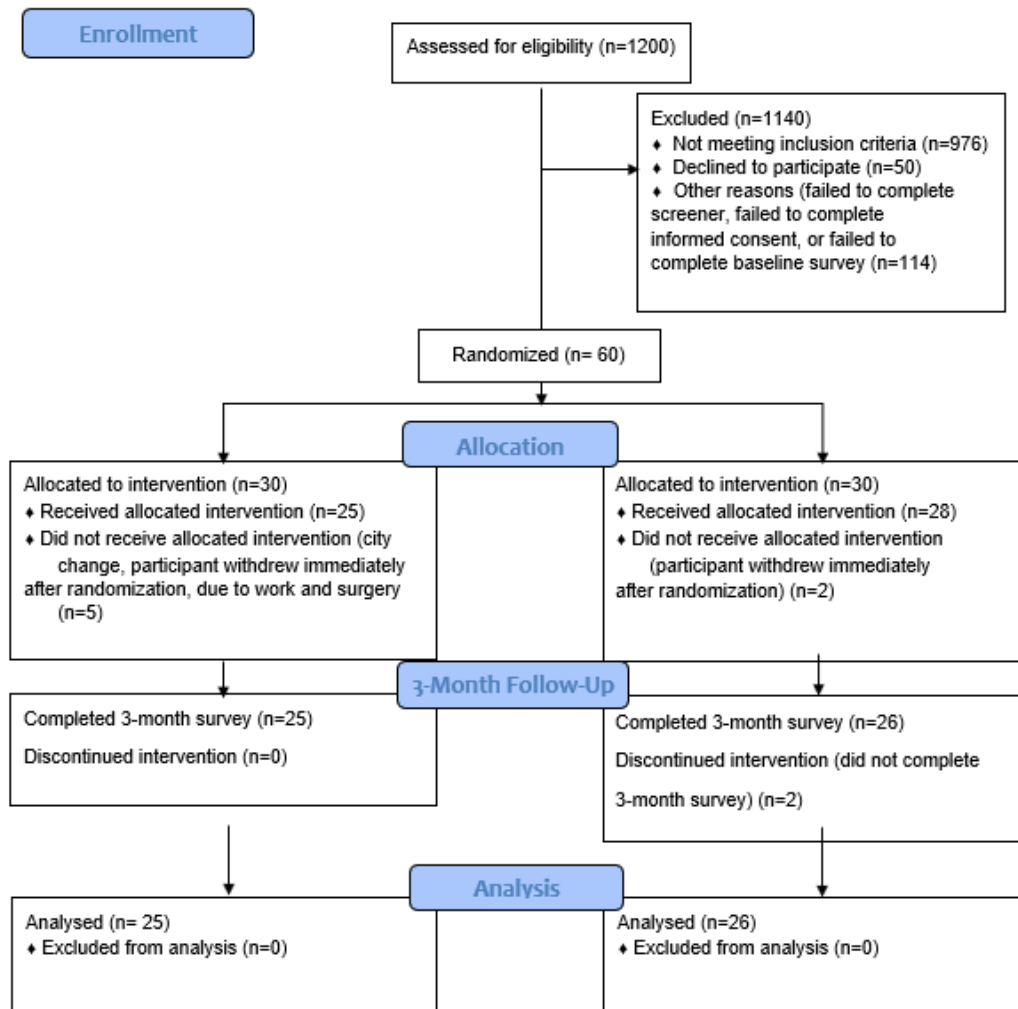 Enrollment
Assessed for eligibility (n=1200)
Excluded (n=1140)
♦ Not meeting inclusion criteria (n=976)
♦ Declined to participate (n=50)
♦ Other reasons (failed to complete
screener, failed to complete
informed consent, or failed to
complete baseline survey (n=114)
Randomized (n= 60)
Allocation
Allocated to intervention (n=30)
♦ Received allocated intervention (n=25)
♦ Did not receive allocated intervention (city
change, participant withdrew immediately
after randomization, due to work and surgery
(n=5)
Allocated to intervention (n=30)
♦ Received allocated intervention (n=28)
♦ Did not receive allocated intervention
(participant withdrew immediately
after randomization) (n=2)
3-Month Follow-Up
Completed 3-month survey (n=25)
Discontinued intervention (n=0)
Completed 3-month survey (n=26)
Discontinued intervention (did not complete
3-month survey) (n=2)
Analysis
Analysed (n= 25)
♦ Excluded from analysis (n=0)
Analysed (n=26)
♦ Excluded from analysis (n=0)